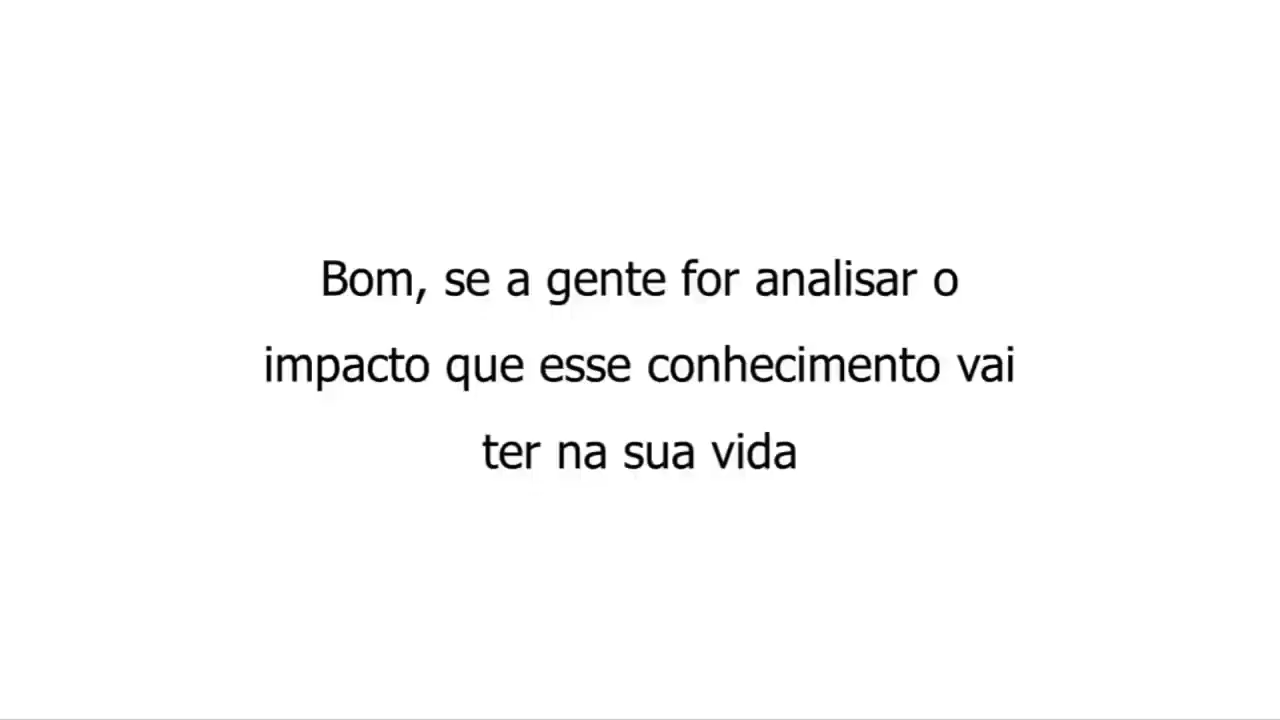 Bom, se a gente for analisar o
impacto que esse conhecimento vai
ter na sua vida